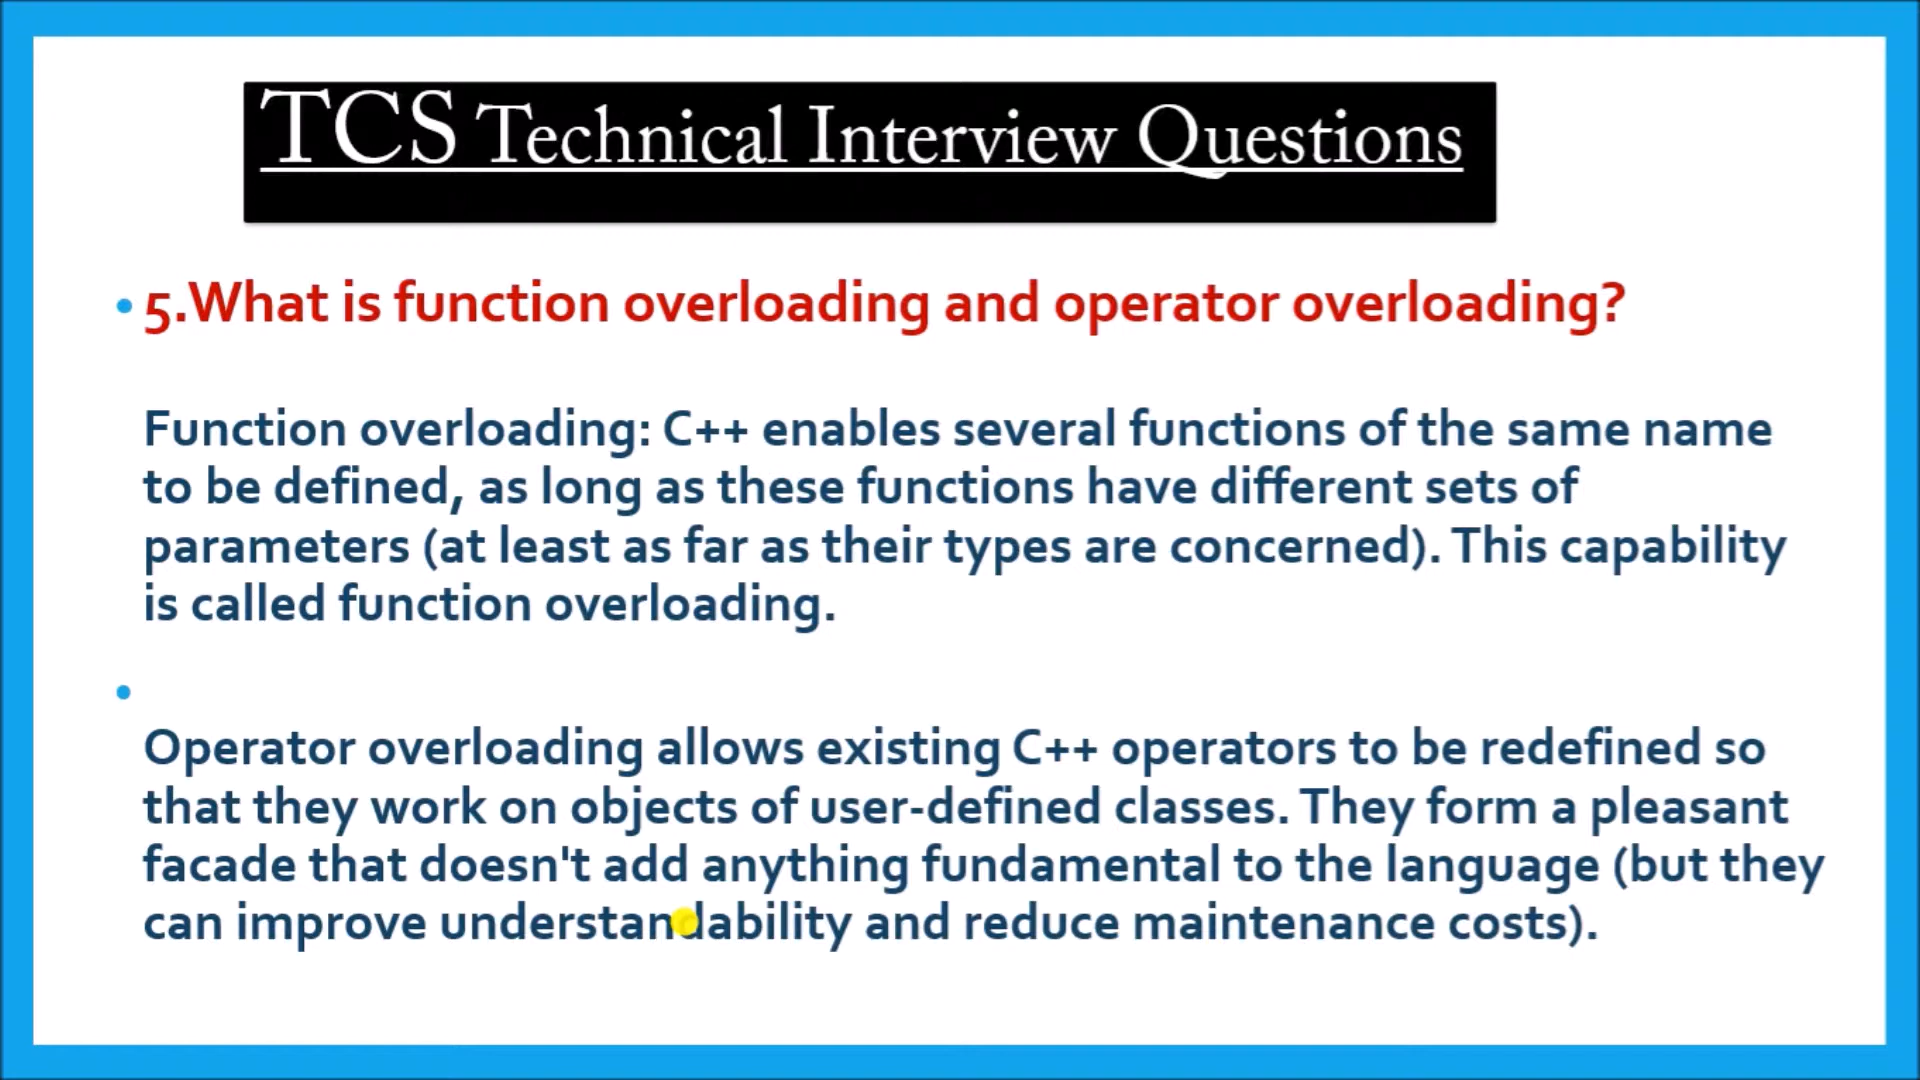 TCS Technical Interview Questions
• 5.What is function overloading and operator overloading?
Function overloading: C++ enables several functions of the same name
to be defined, as long as these functions have different sets of
parameters (at least as far as their types are concerned). This capability
is called function overloading.
•
Operator overloading allows existing C++ operators to be redefined so
that they work on objects of user-defined classes. They form a pleasant
facade that doesn't add anything fundamental to the language (but they
can improve understandability and reduce maintenance costs).